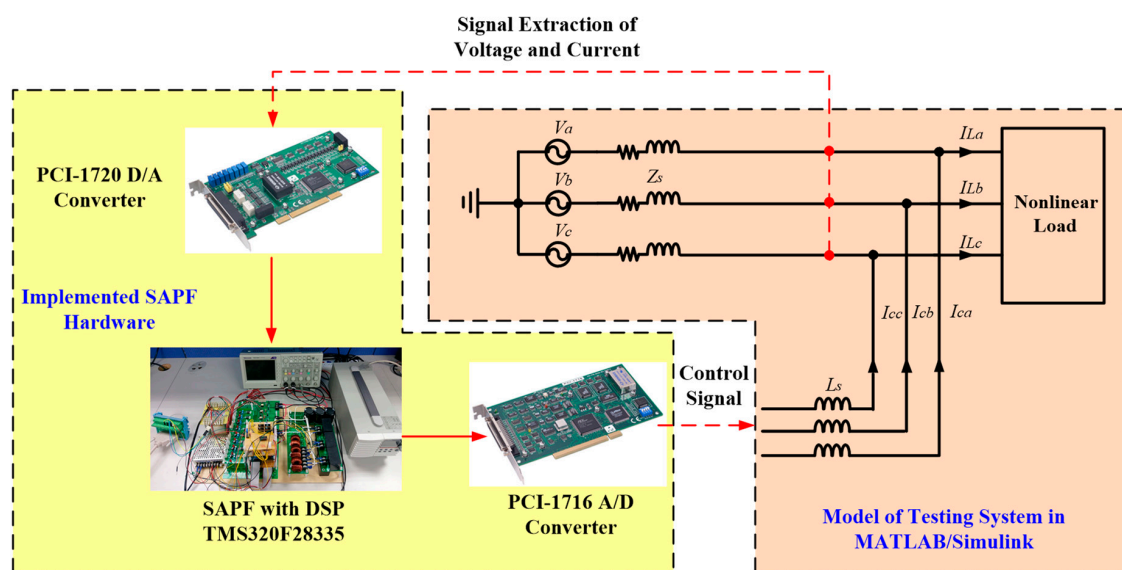 Signal Extraction of
Voltage and Current
PCI-1720 D/A
Converter
Implemented SAPF
Hardware
SAPF with DSP
TMS320F28335
PCI-1716 A/D
Converter
Control
Signal
Va
Vb
Vc
Zs
ILa
ILb
ILc
Nonlinear
Load
Icc
Icb
Ica
Ls
Model of Testing System in
MATLAB/Simulink